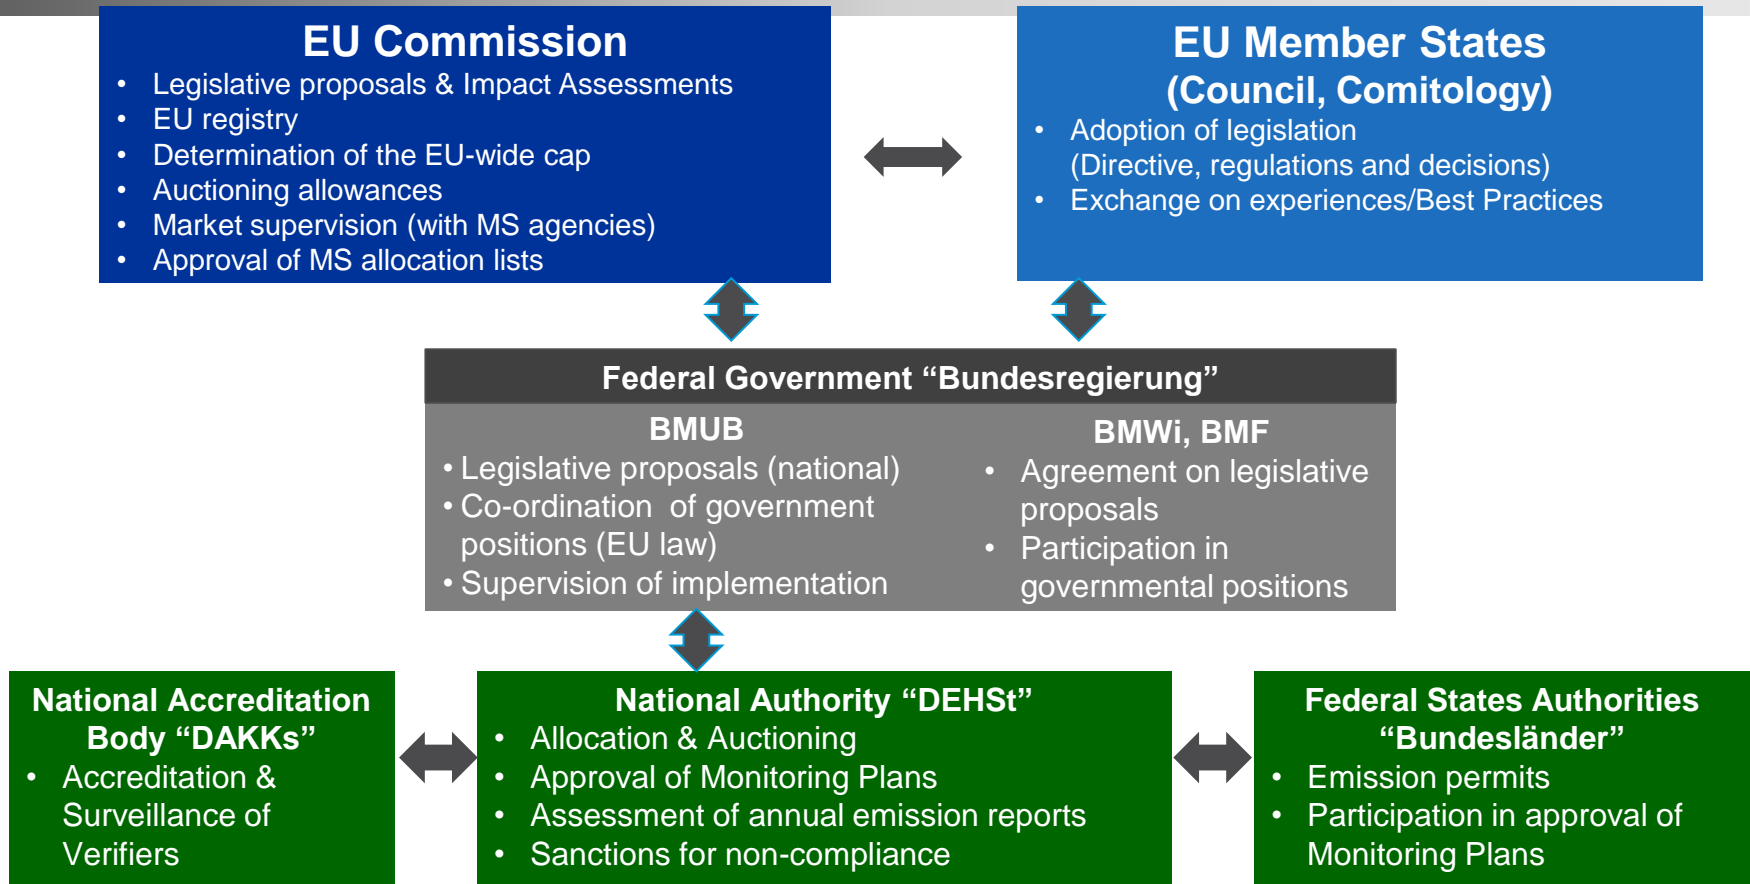 EU Commission
• Legislative proposals & Impact Assessments
• EU registry
• Determination of the EU-wide cap
• Auctioning allowances
• Market supervision (with MS agencies)
• Approval of MS allocation lists
EU Member States
(Council, Comitology)
• Adoption of legislation
(Directive, regulations and decisions)
• Exchange on experiences/Best Practices
Federal Government “Bundesregierung”
BMUB
• Legislative proposals (national)
• Co-ordination of government
positions (EU law)
• Supervision of implementation
BMWi, BMF
• Agreement on legislative
proposals
• Participation in
governmental positions
National Accreditation
Body “DAKKs”
• Accreditation &
Surveillance of
Verifiers
National Authority “DEHSt”
• Allocation & Auctioning
• Approval of Monitoring Plans
• Assessment of annual emission reports
• Sanctions for non-compliance
Federal States Authorities
“Bundesländer”
• Emission permits
• Participation in approval of
Monitoring Plans